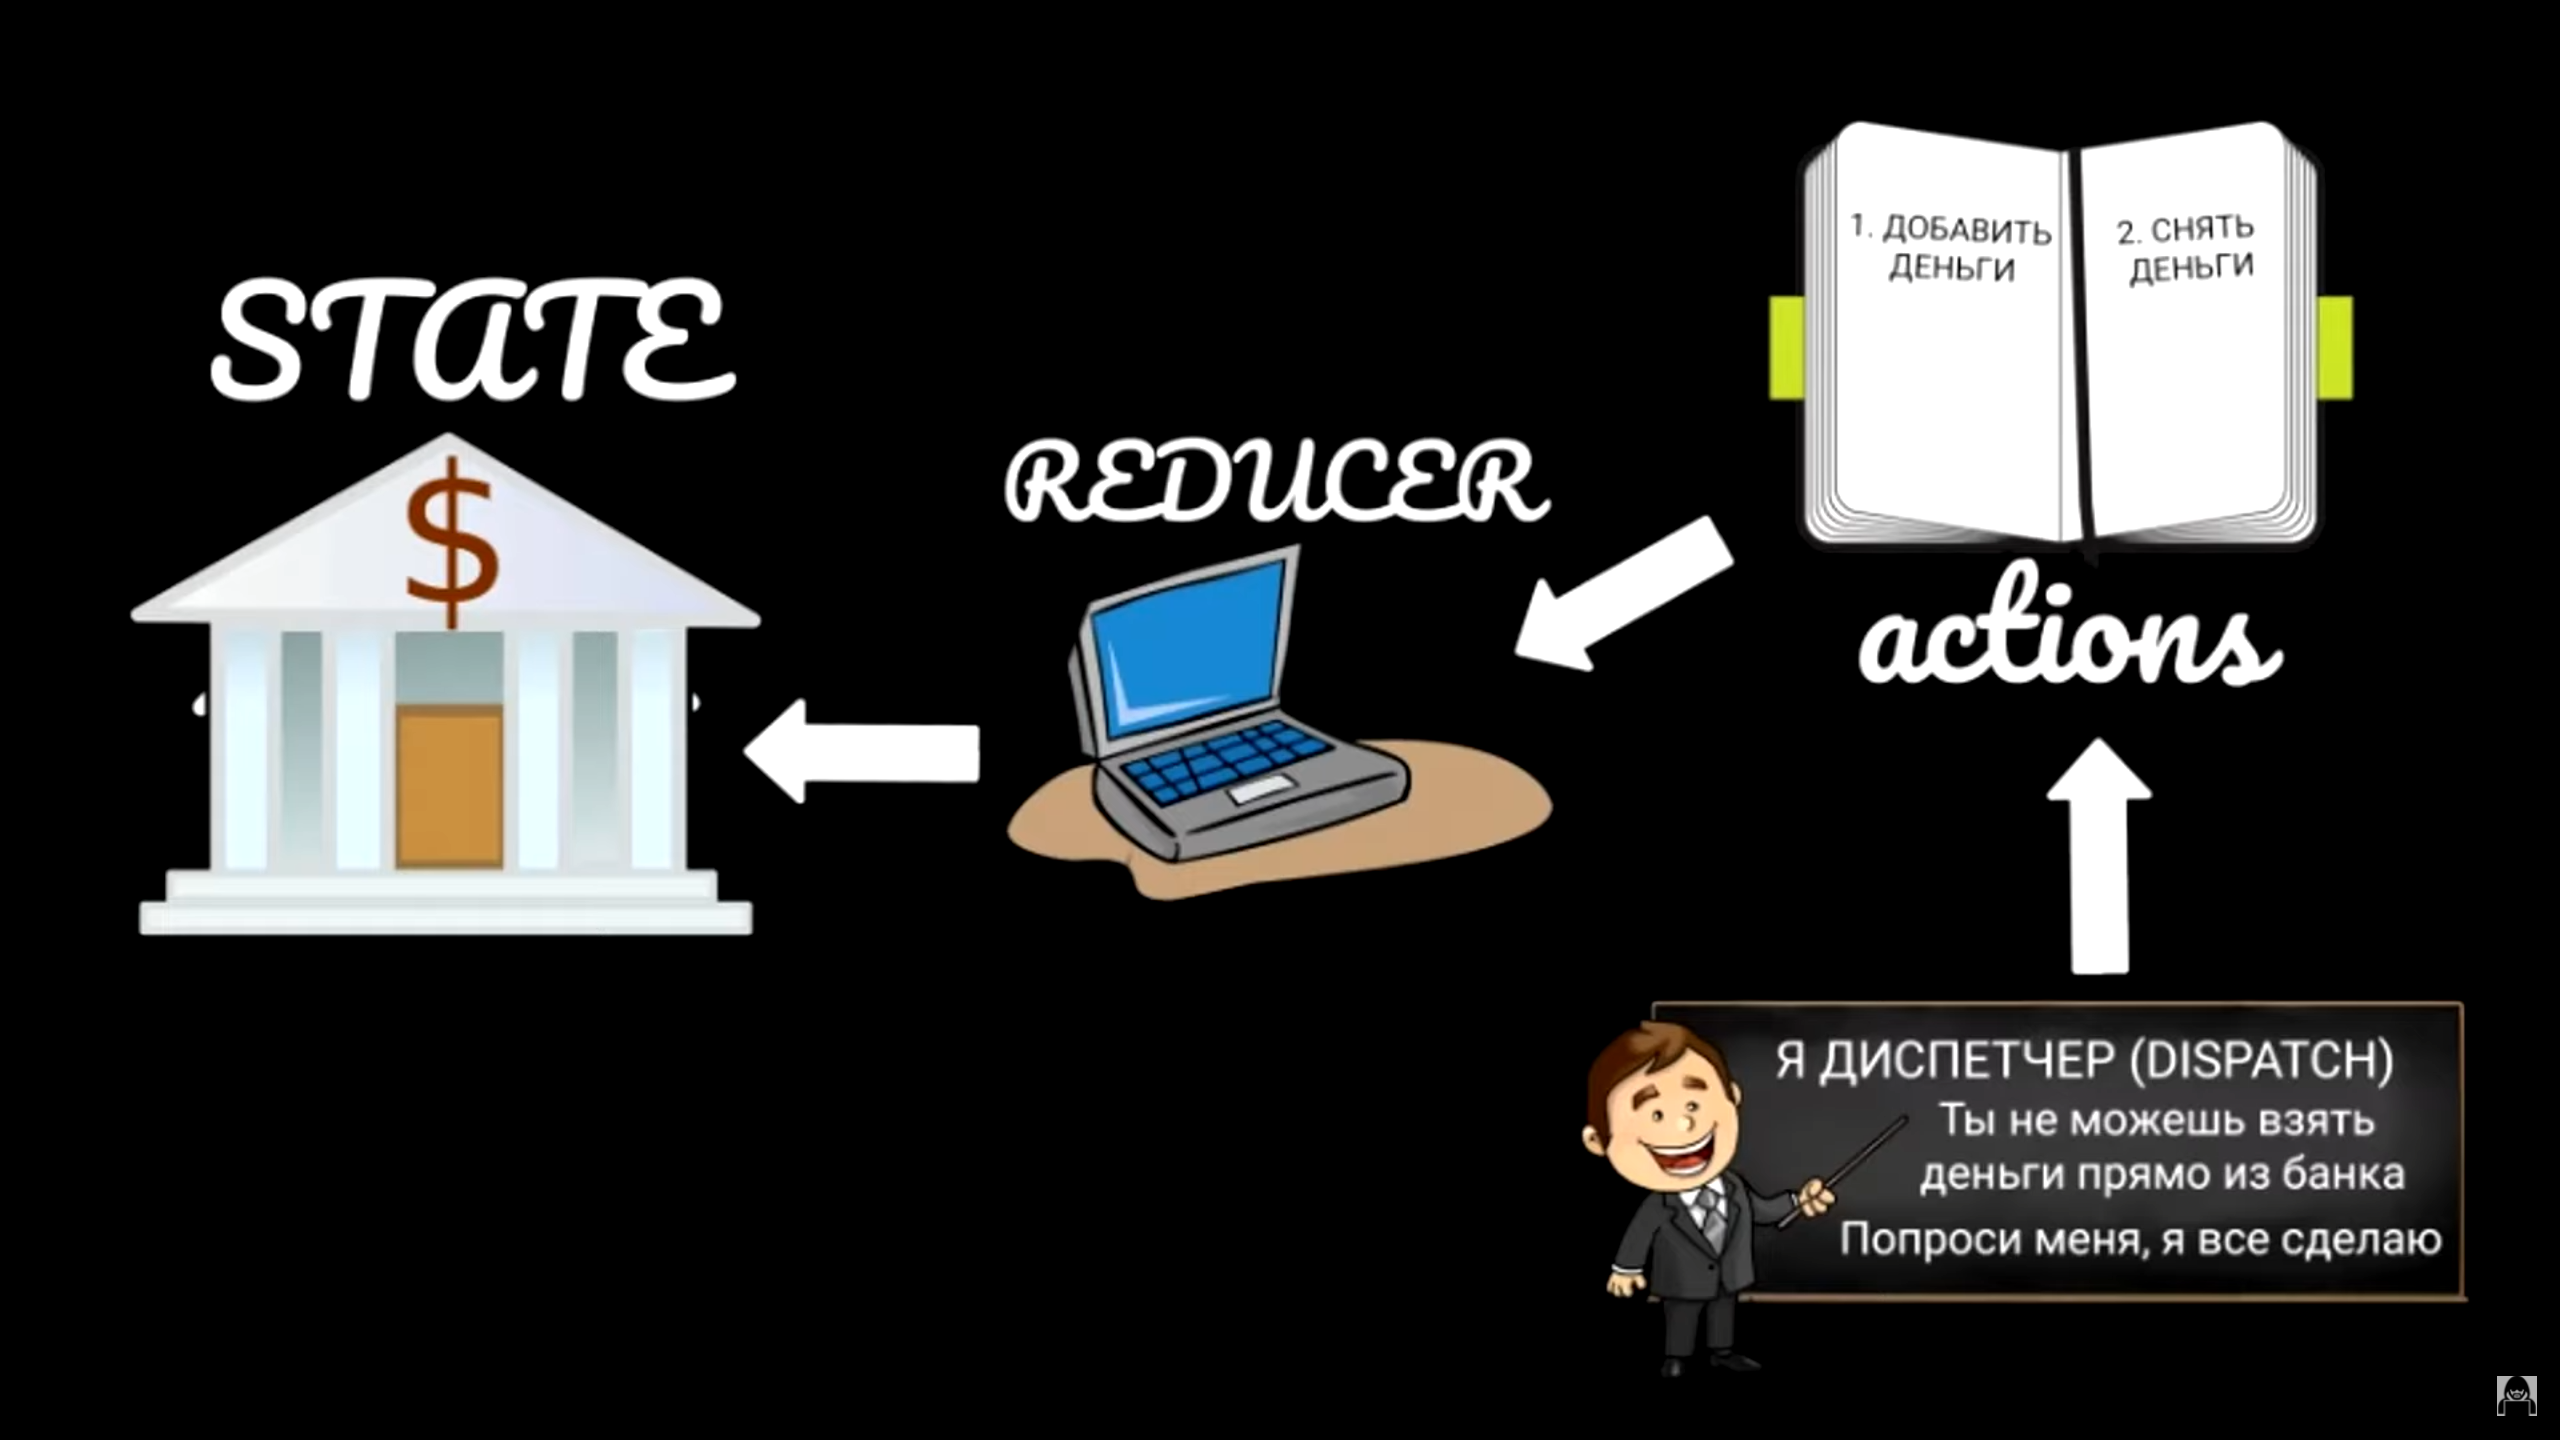 STATE
$
REDUCER
1. ДОБАВИТЬ
ДЕНЬГИ
2. СНЯТЬ
ДЕНЬГИ
actions
Я ДИСПЕТЧЕР (DISPATCH)
Ты не можешь взять
деньги прямо из банка
Попроси меня, я все сделаю